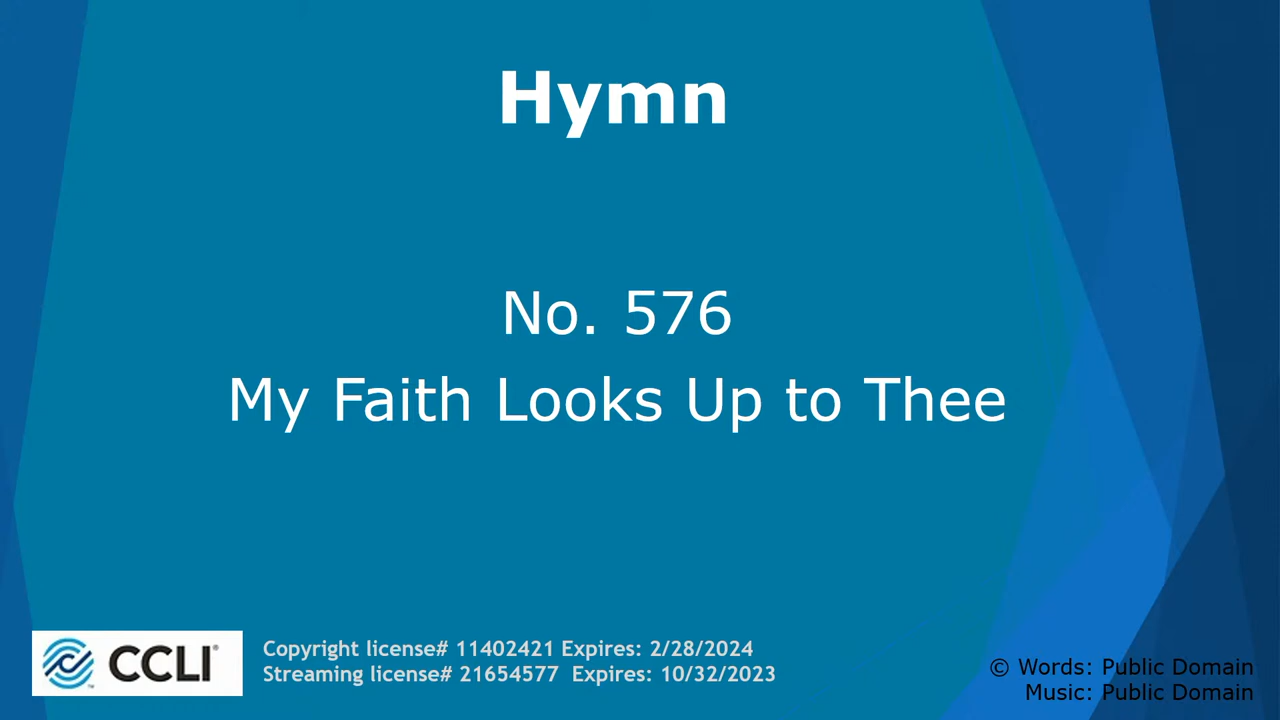 Hymn
No. 576
My Faith Looks Up to Thee
CCLI®
Copyright license# 11402421 Expires: 2/28/2024
Streaming license# 21654577  Expires: 10/32/2023
© Words: Public Domain
Music: Public Domain